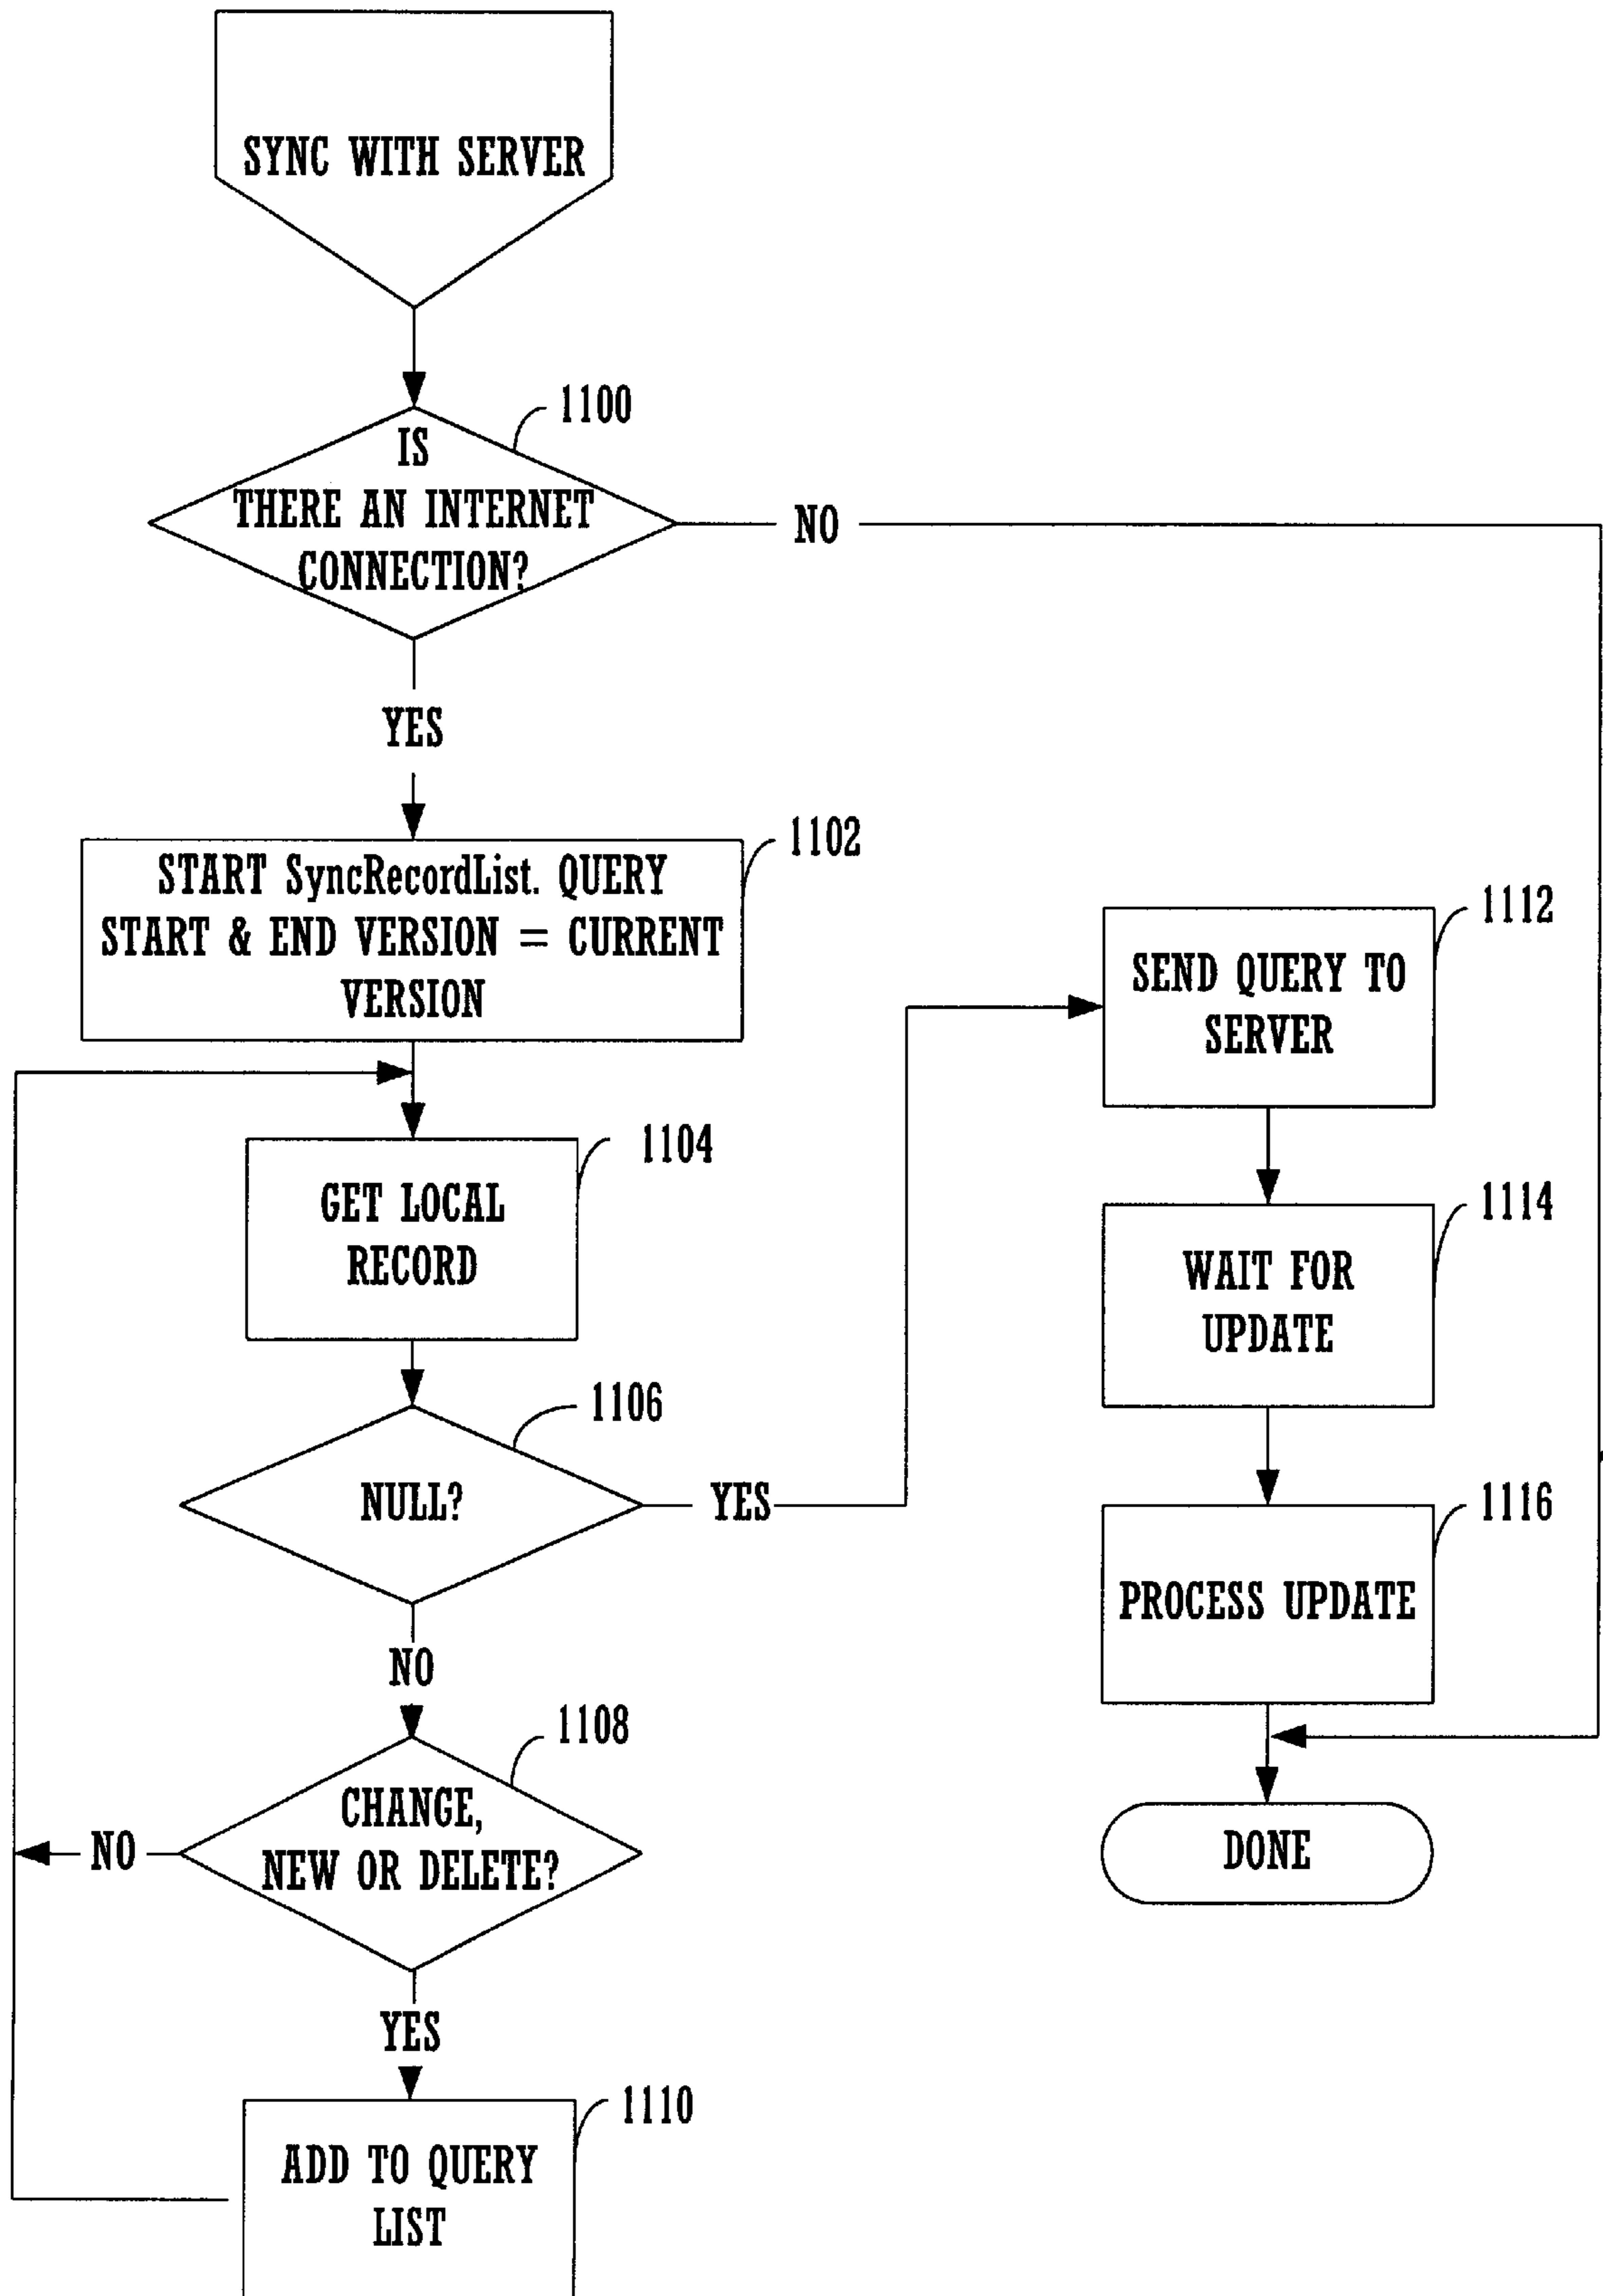 SYNC WITH SERVER
1100
IS
THERE AN INTERNET
CONNECTION?
NO
YES
1102
START SyncRecordList. QUERY
START & END VERSION = CURRENT
VERSION
1104
GET LOCAL
RECORD
1106
NULL?
YES
NO
1108
CHANGE,
NEW OR DELETE?
NO
YES
1110
ADD TO QUERY
LIST
1112
SEND QUERY TO
SERVER
1114
WAIT FOR
UPDATE
1116
PROCESS UPDATE
DONE